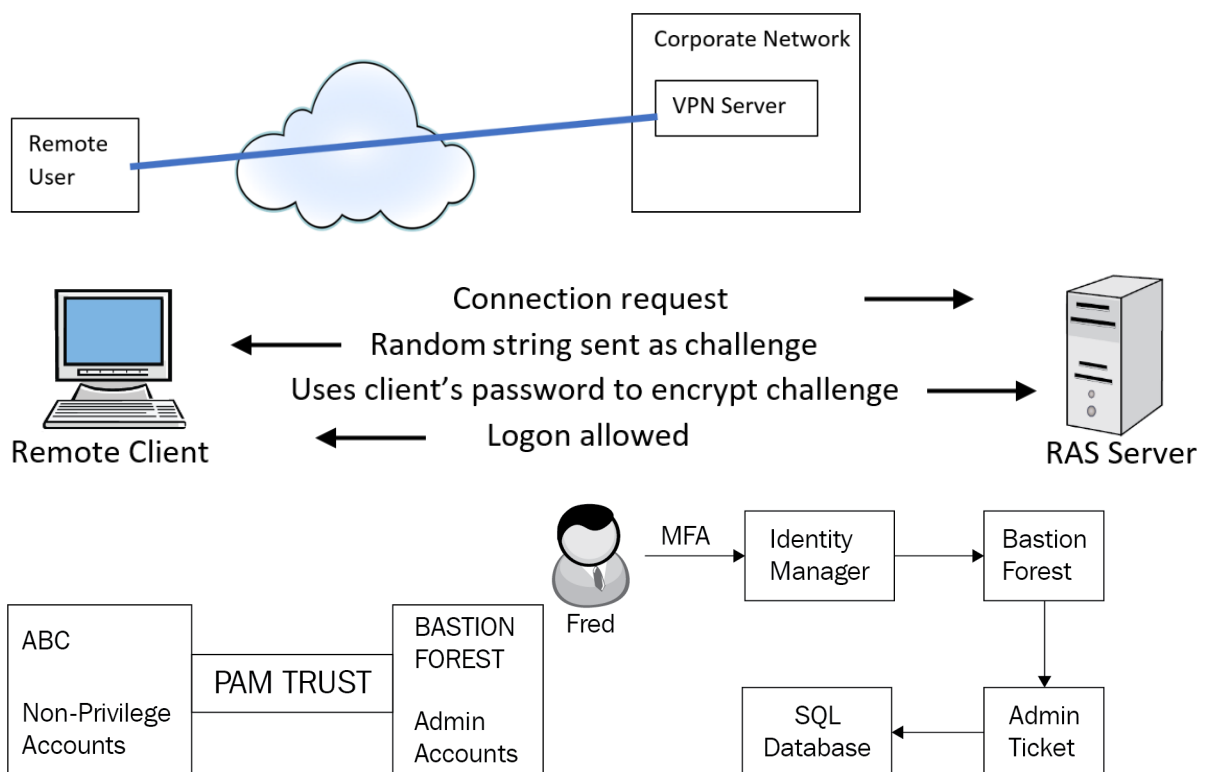 Corporate Network
VPN Server
Remote
User
Connection request
Random string sent as challenge
Uses client's password to encrypt challenge
Logon allowed
Remote Client
RAS Server
Fred
MFA
Identity
Manager
Bastion
Forest
ABC
Non-Privilege
Accounts
PAM TRUST
BASTION
FOREST
Admin
Accounts
SQL
Database
Admin
Ticket